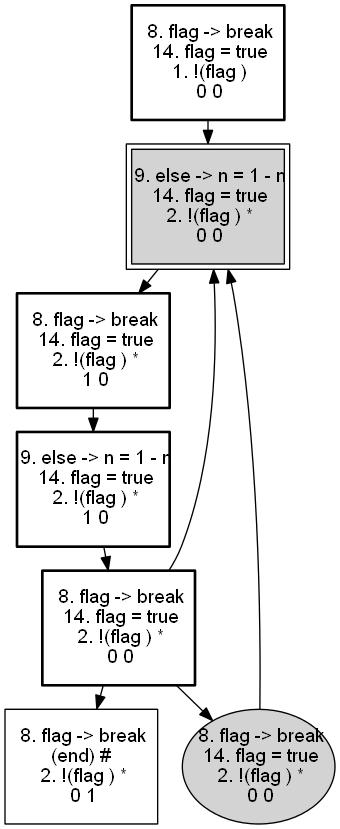 8. flag -> break
14. flag = true
1. !(flag )
0 0
9. else -> n = 1 - n
14. flag = true
2. !(flag ) *
0 0
8. flag -> break
14. flag = true
2. !(flag ) *
1 0
9. else -> n = 1 - n
14. flag = true
2. !(flag ) *
1 0
8. flag -> break
14. flag = true
2. !(flag ) *
0 0
8. flag -> break
(end) #
2. !(flag ) *
0 1
8. flag -> break
14. flag = true
2. !(flag ) *
0 0